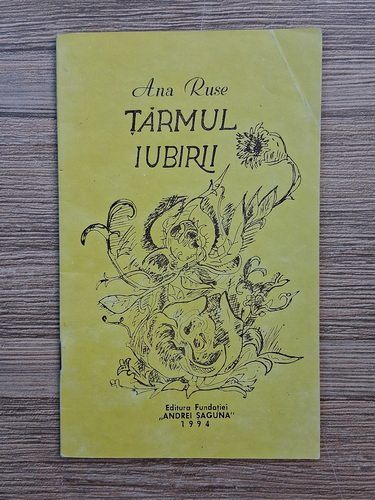 Ana Ruse
ȚĂRMUL
IUBIRII
Editura Fundației
„ANDREI ȘAGUNA"
1994